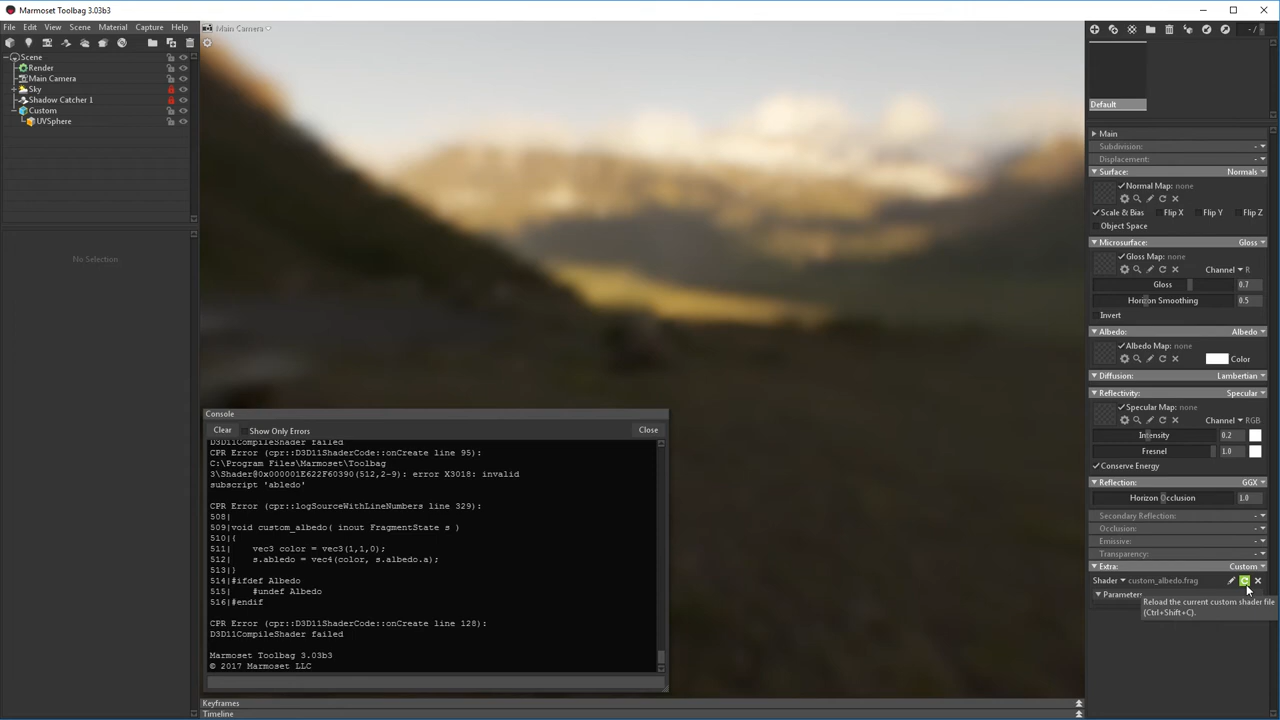 Marmoset Toolbag 3.03b3
File Edit View Scene Material Capture Help
Main Camera
Scene
Render
Main Camera
Sky
Shadow Catcher 1
Custom
UVSphere
No Selection
Console
Clear Show Only Errors Close
D3D11CompileShader failed
CPR Error (cpr::D3D11ShaderCode::onCreate line 95):
C:\Program Files\Marmoset\Toolbag
3\Shader@0x000001E622F60390(512,2-9): error X3018: invalid
subscript 'abledo'
CPR Error (cpr::logSourceWithLineNumbers line 329):
508|
509|void custom_albedo( inout FragmentState s )
510|{
511| vec3 color = vec3(1,1,0);
512| s.abledo = vec4(color, s.albedo.a);
513|}
514|#ifdef Albedo
515| #undef Albedo
516|#endif
CPR Error (cpr::D3D11ShaderCode::onCreate line 128):
D3D11CompileShader failed
Marmoset Toolbag 3.03b3
© 2017 Marmoset LLC
Keyframes
Timeline
- /
Default
Main
Subdivision: -
Displacement: -
Surface: Normals
Normal Map: none
Scale & Bias Flip X Flip Y Flip Z
Object Space
Microsurface: Gloss
Gloss Map: none
Channel R
Gloss 0.7
Horizon Smoothing 0.5
Invert
Albedo: Albedo
Albedo Map: none
Color
Diffusion: Lambertian
Reflectivity: Specular
Specular Map: none
Channel RGB
Intensity 0.2
Fresnel 1.0
Conserve Energy
Reflection: GGX
Horizon Occlusion 1.0
Secondary Reflection: -
Occlusion: -
Emissive: -
Transparency: -
Extra: Custom
Shader custom_albedo.frag
Parameter
Reload the current custom shader file
(Ctrl+Shift+C).